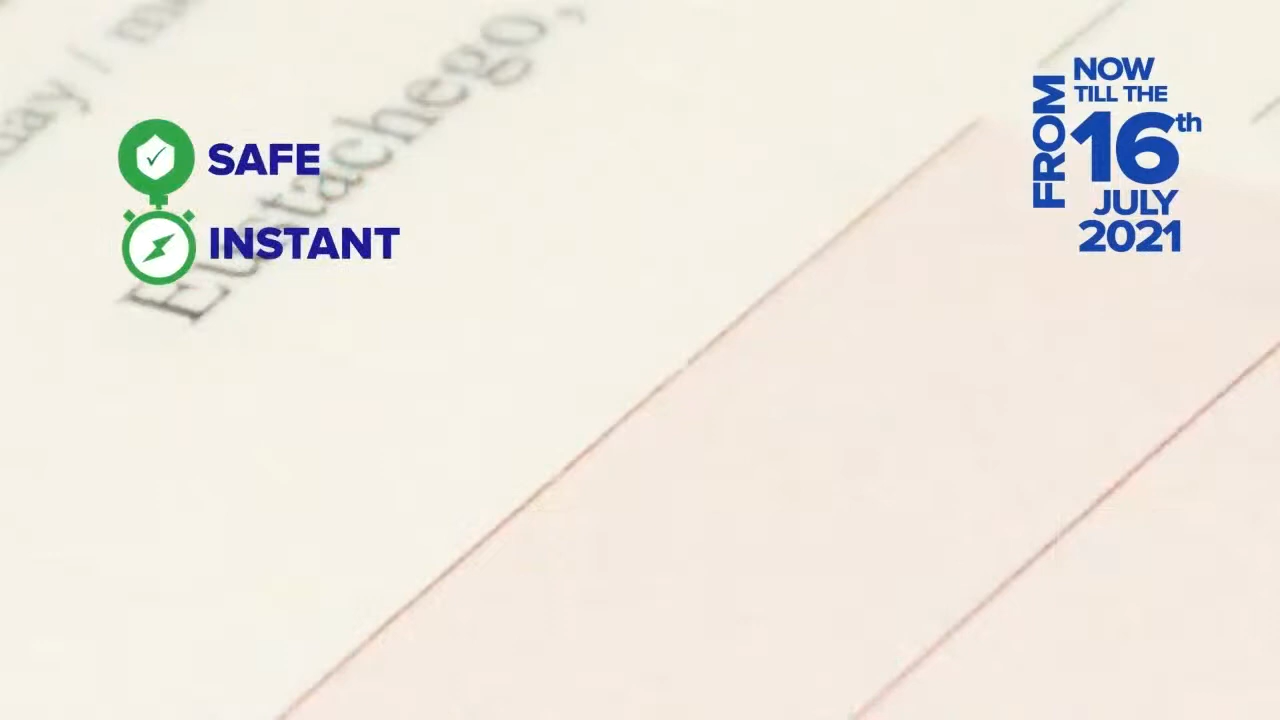 Eustachego,
SAFE
INSTANT
FROM
NOW
TILL THE
16th
JULY
2021